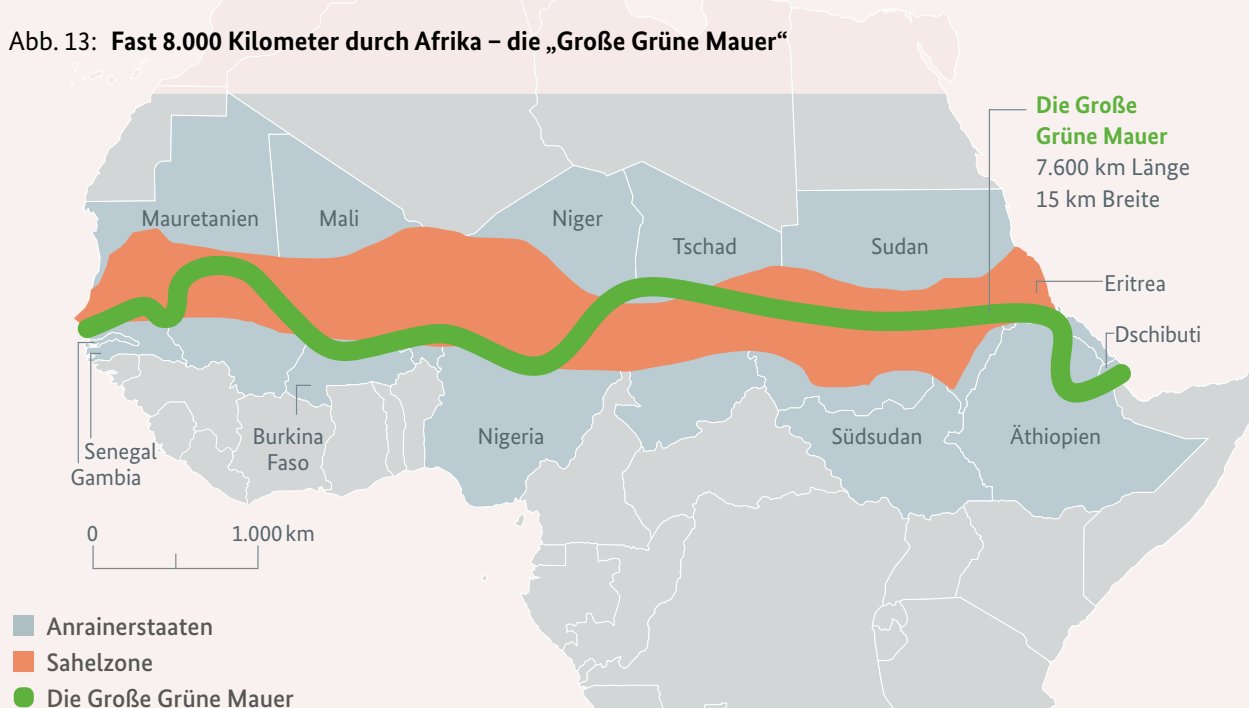 Abb. 13: Fast 8.000 Kilometer durch Afrika – die „Große Grüne Mauer“
Die Große
Grüne Mauer
7.600 km Länge
15 km Breite
Mauretanien
Mali
Niger
Tschad
Sudan
Eritrea
Dschibuti
Senegal
Gambia
Burkina
Faso
Nigeria
Südsudan
Äthiopien
0 1.000 km
Anrainerstaaten
Sahelzone
Die Große Grüne Mauer